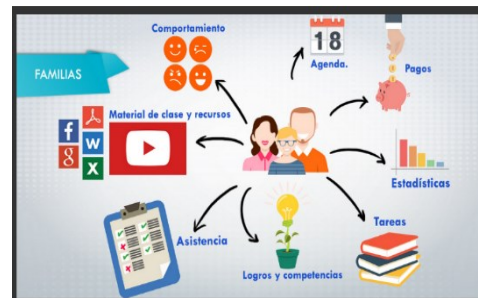 Comportamiento
18
Agenda.
Pagos
FAMILIAS
Material de clase y recursos
f
W
g
X
Estadísticas
Tareas
Asistencia
Logros y competencias